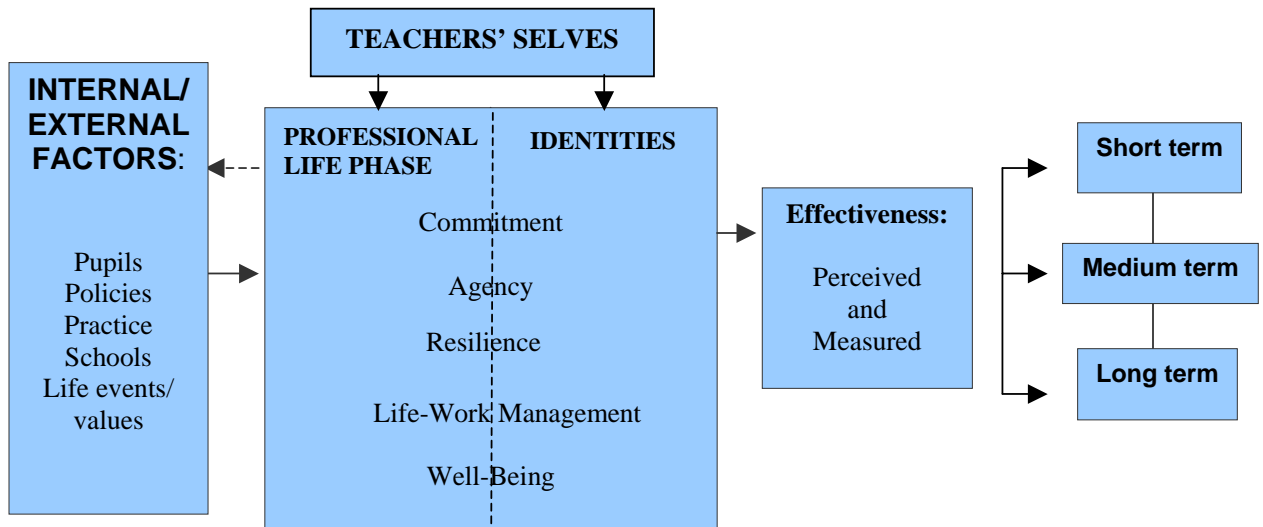 TEACHERS’ SELVES
INTERNAL/
EXTERNAL
FACTORS:
Pupils
Policies
Practice
Schools
Life events/
values
PROFESSIONAL
LIFE PHASE
IDENTITIES
Commitment
Agency
Resilience
Life-Work Management
Well-Being
Effectiveness:
Perceived
and
Measured
Short term
Medium term
Long term